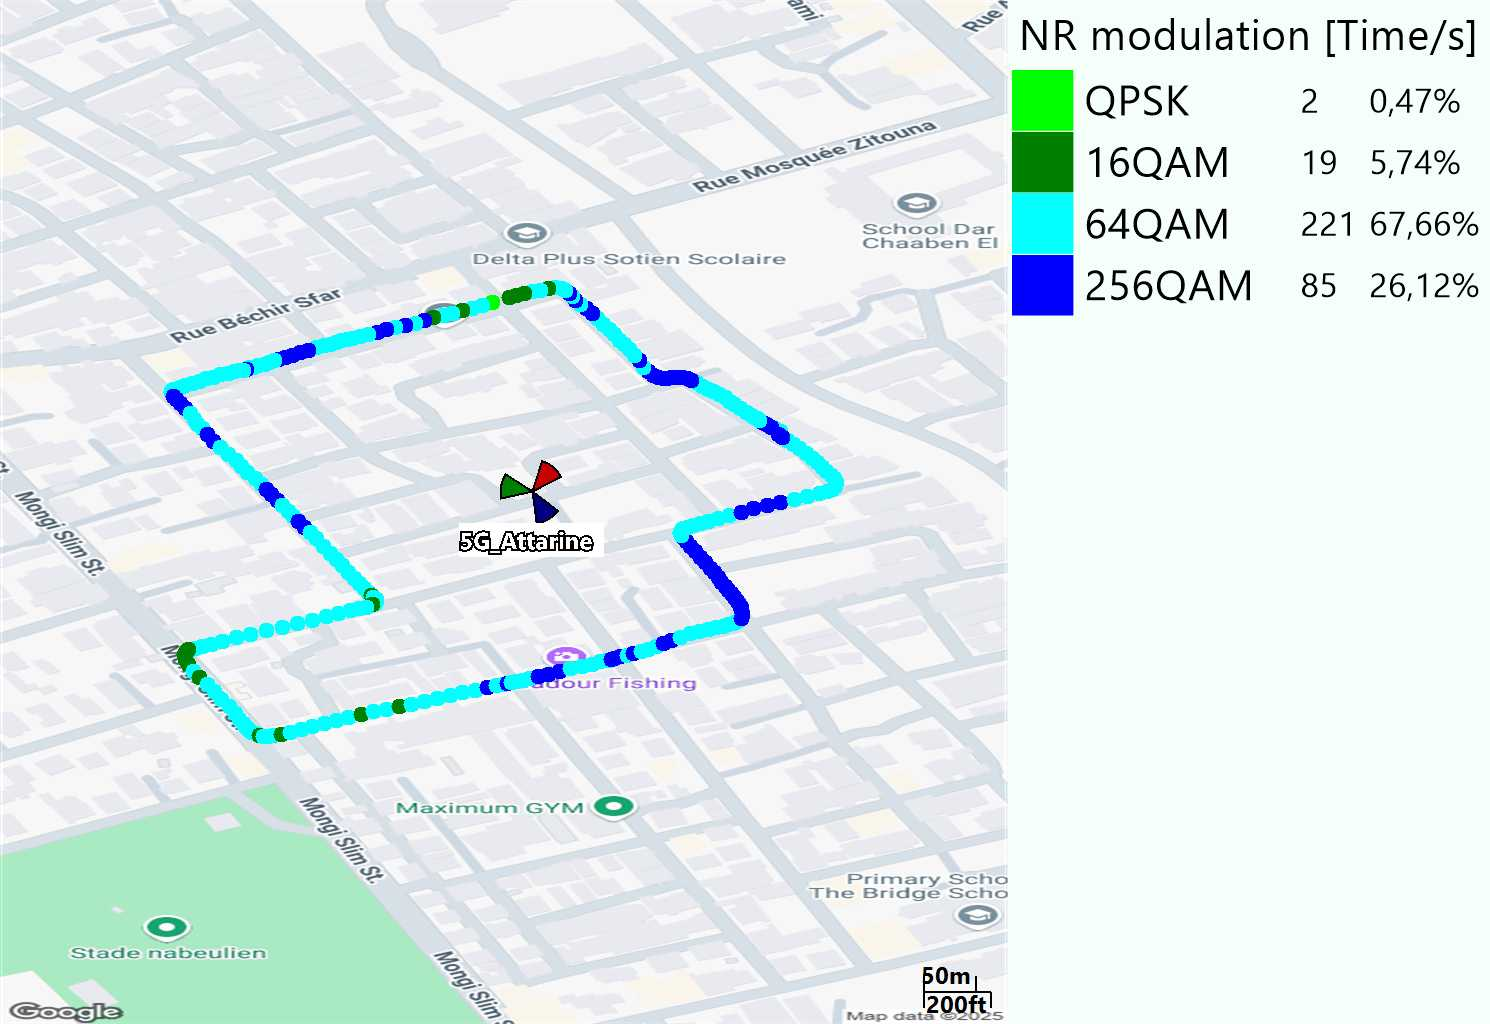 NR modulation [Time/s]
QPSK 2 0,47%
16QAM 19 5,74%
64QAM 221 67,66%
256QAM 85 26,12%
Rue
Rue Mosquée Zitouna
School Dar
Chaaben El
Delta Plus Sotien Scolaire
Rue Béchir Sfar
St.
Mongi Slim St.
5G_Attarine
adour Fishing
Maximum GYM
Mongi Slim St.
Primary Scho
The Bridge Scho
Stade nabeulien
Mongi Slim S
50m
200ft
Google
Map data ©2025